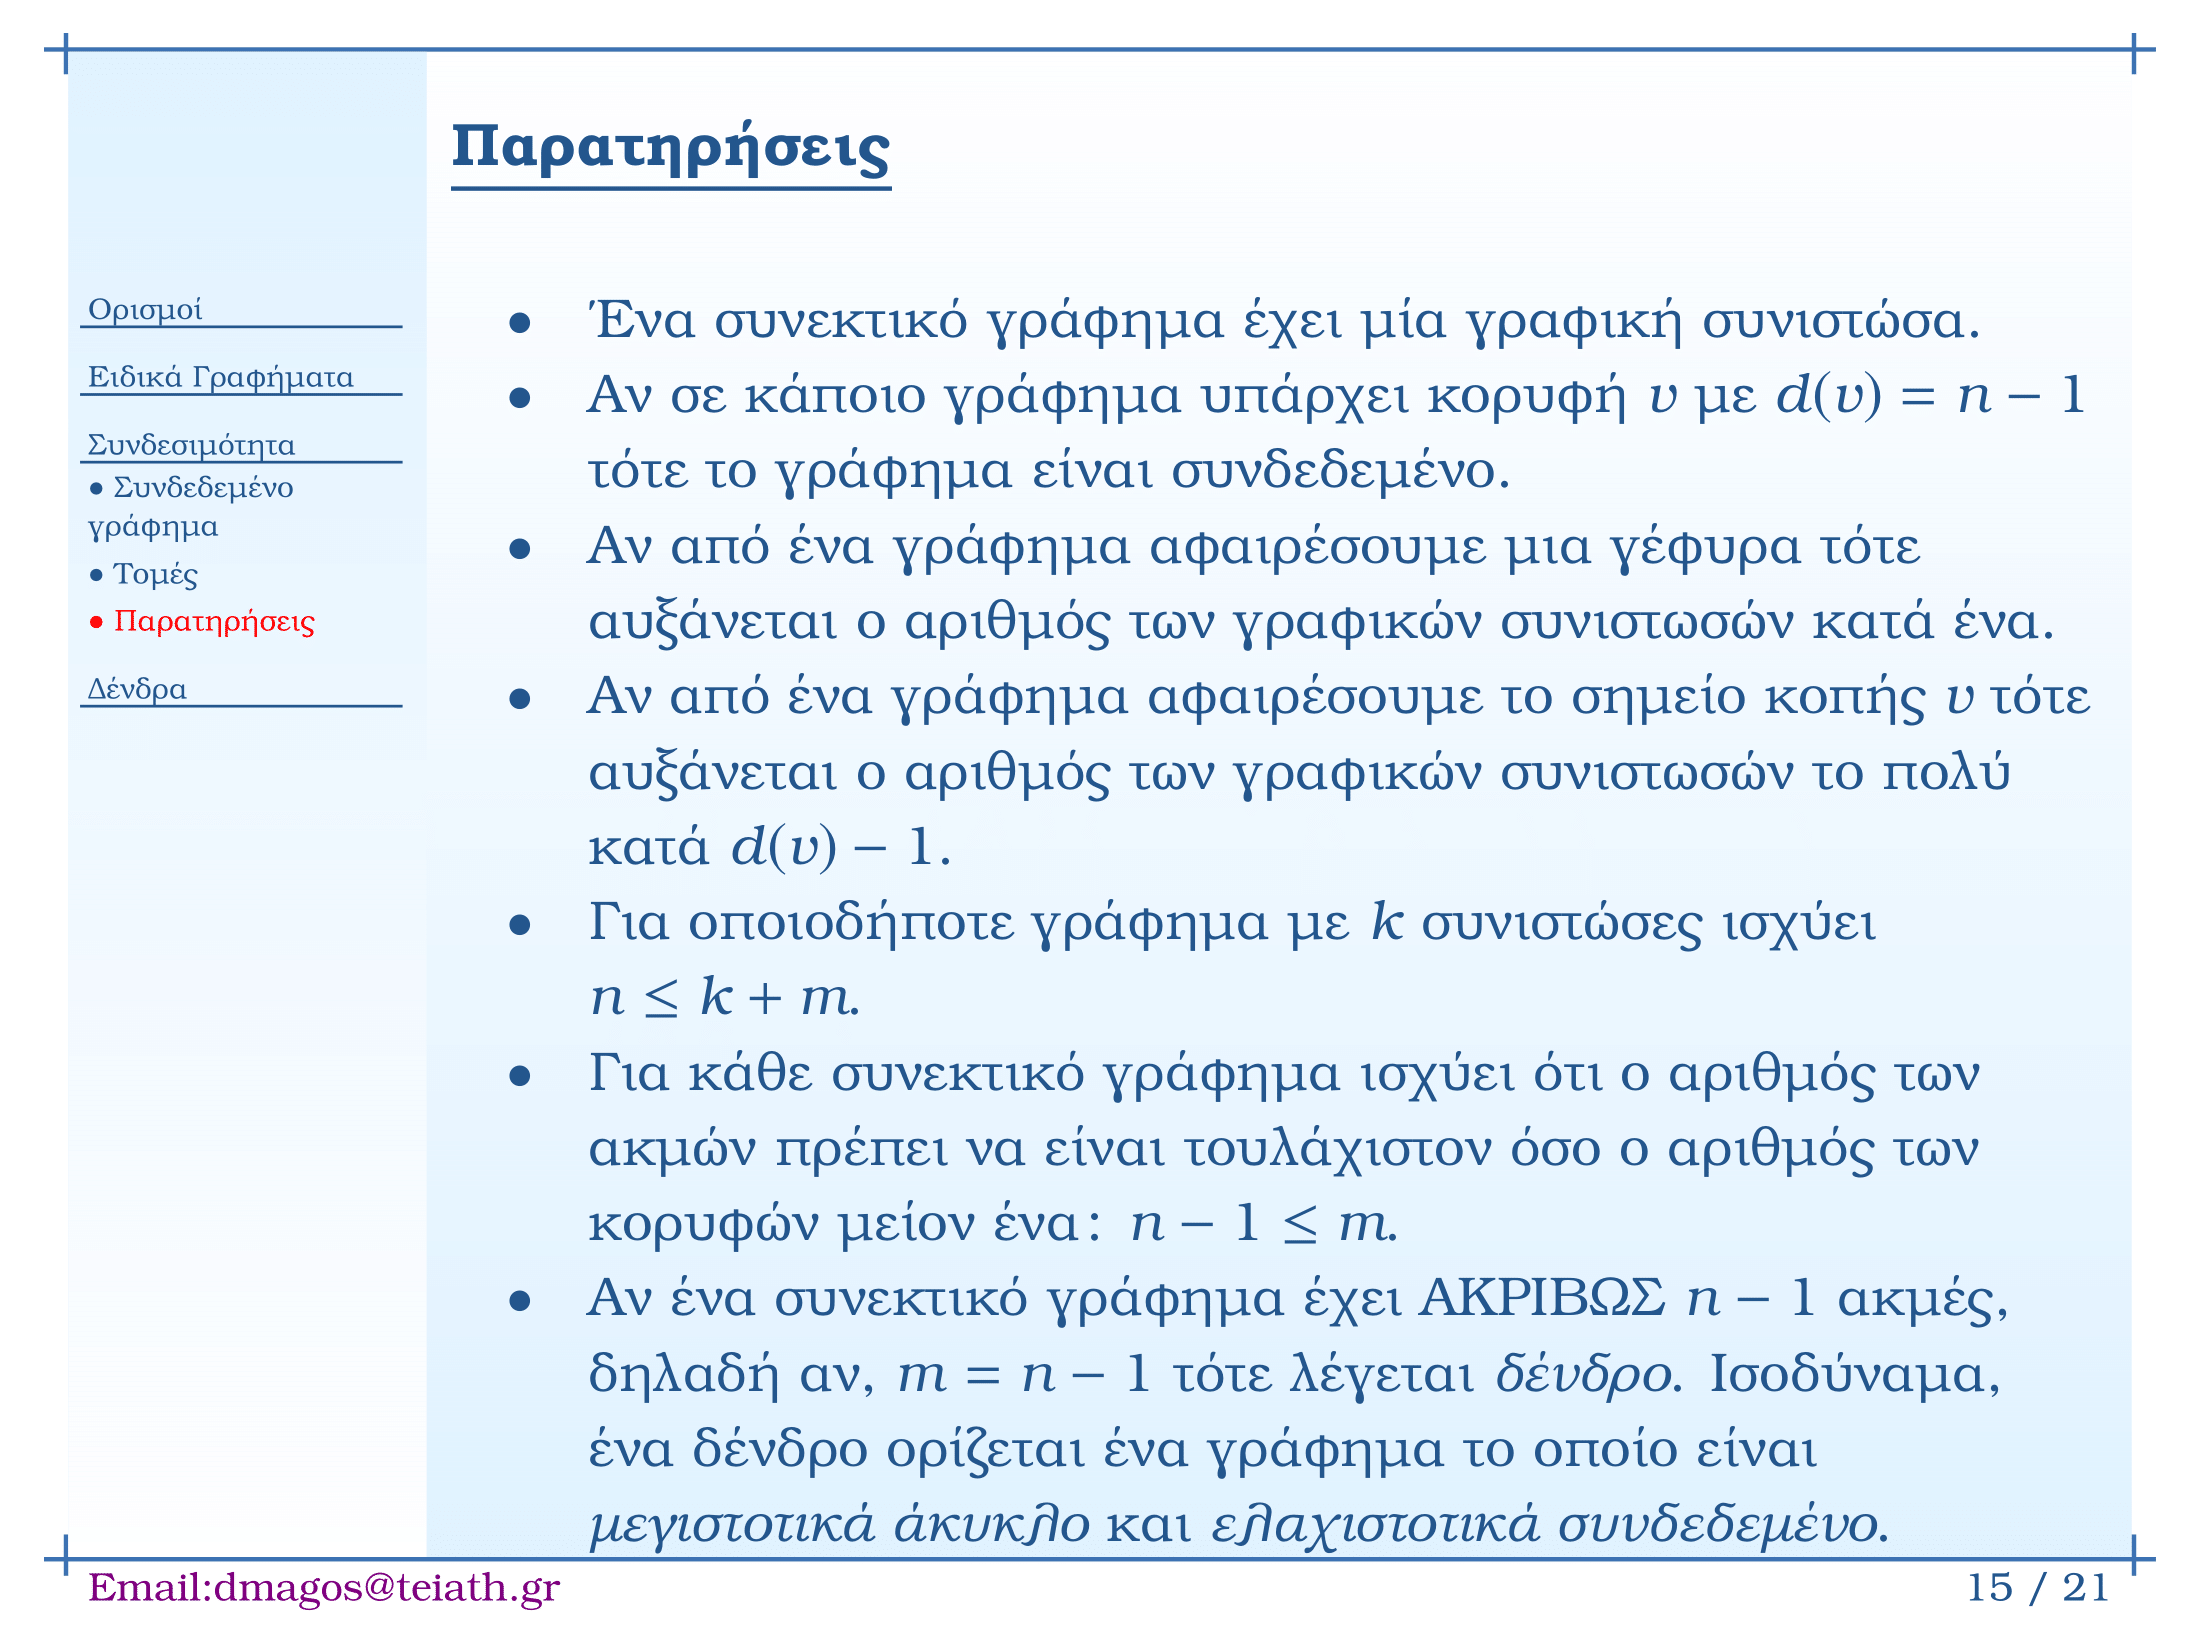 Παρατηρήσεις
Ορισμοί
Ειδικά Γραφήματα
Συνδεσιμότητα
● Συνδεδεμένο
γράφημα
● Τομές
● Παρατηρήσεις
Δένδρα
● Ένα συνεκτικό γράφημα έχει μία γραφική συνιστώσα.
● Αν σε κάποιο γράφημα υπάρχει κορυφή v με d(v) = n − 1
τότε το γράφημα είναι συνδεδεμένο.
● Αν από ένα γράφημα αφαιρέσουμε μια γέφυρα τότε
αυξάνεται ο αριθμός των γραφικών συνιστωσών κατά ένα.
● Αν από ένα γράφημα αφαιρέσουμε το σημείο κοπής v τότε
αυξάνεται ο αριθμός των γραφικών συνιστωσών το πολύ
κατά d(v) − 1.
● Για οποιοδήποτε γράφημα με k συνιστώσες ισχύει
n ≤ k + m.
● Για κάθε συνεκτικό γράφημα ισχύει ότι ο αριθμός των
ακμών πρέπει να είναι τουλάχιστον όσο ο αριθμός των
κορυφών μείον ένα: n − 1 ≤ m.
● Αν ένα συνεκτικό γράφημα έχει ΑΚΡΙΒΩΣ n − 1 ακμές,
δηλαδή αν, m = n − 1 τότε λέγεται δένδρο. Ισοδύναμα,
ένα δένδρο ορίζεται ένα γράφημα το οποίο είναι
μεγιστοτικά άκυκλο και ελαχιστοτικά συνδεδεμένο.
Email:dmagos@teiath.gr
15 / 21